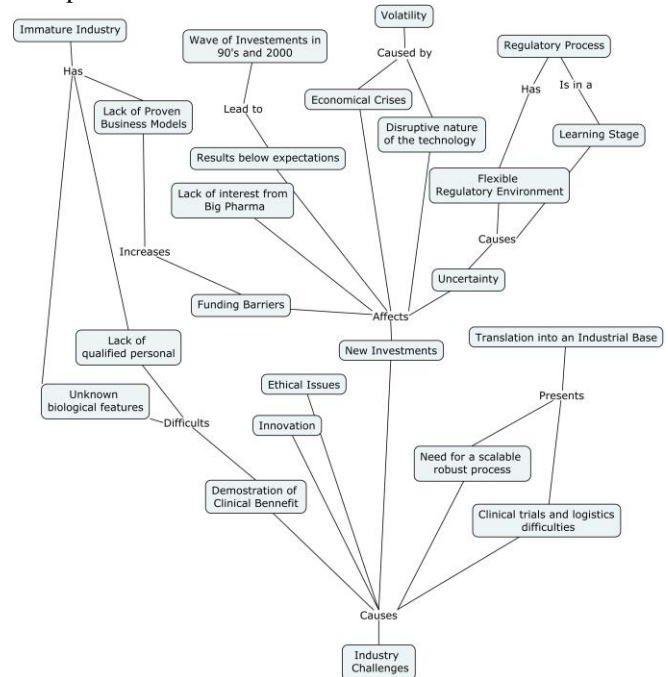 Immature Industry
Wave of Investements in
90's and 2000
Volatility
Regulatory Process
Caused by
Has
Has
Is in a
Lead to
Economical Crises
Lack of Proven
Business Models
Disruptive nature
of the technology
Learning Stage
Results below expectations
Flexible
Regulatory Environment
Lack of interest from
Big Pharma
Causes
Increases
Uncertainty
Funding Barriers
Affects
Lack of
qualified personal
New Investments
Translation into an Industrial Base
Ethical Issues
Unknown
biological features
Presents
Difficults
Innovation
Need for a scalable
robust process
Demostration of
Clinical Bennefit
Clinical trials and logistics
difficulties
Causes
Industry
Challenges